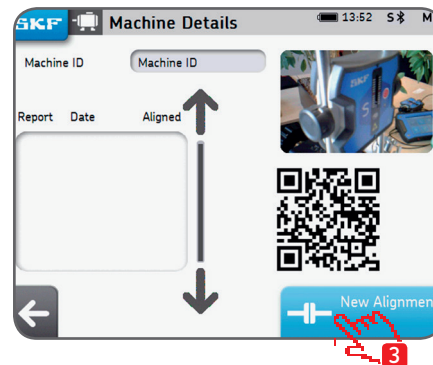 SKF Machine Details 13:52 S M
Machine ID Machine ID
Report Date Aligned
New Alignmen
3